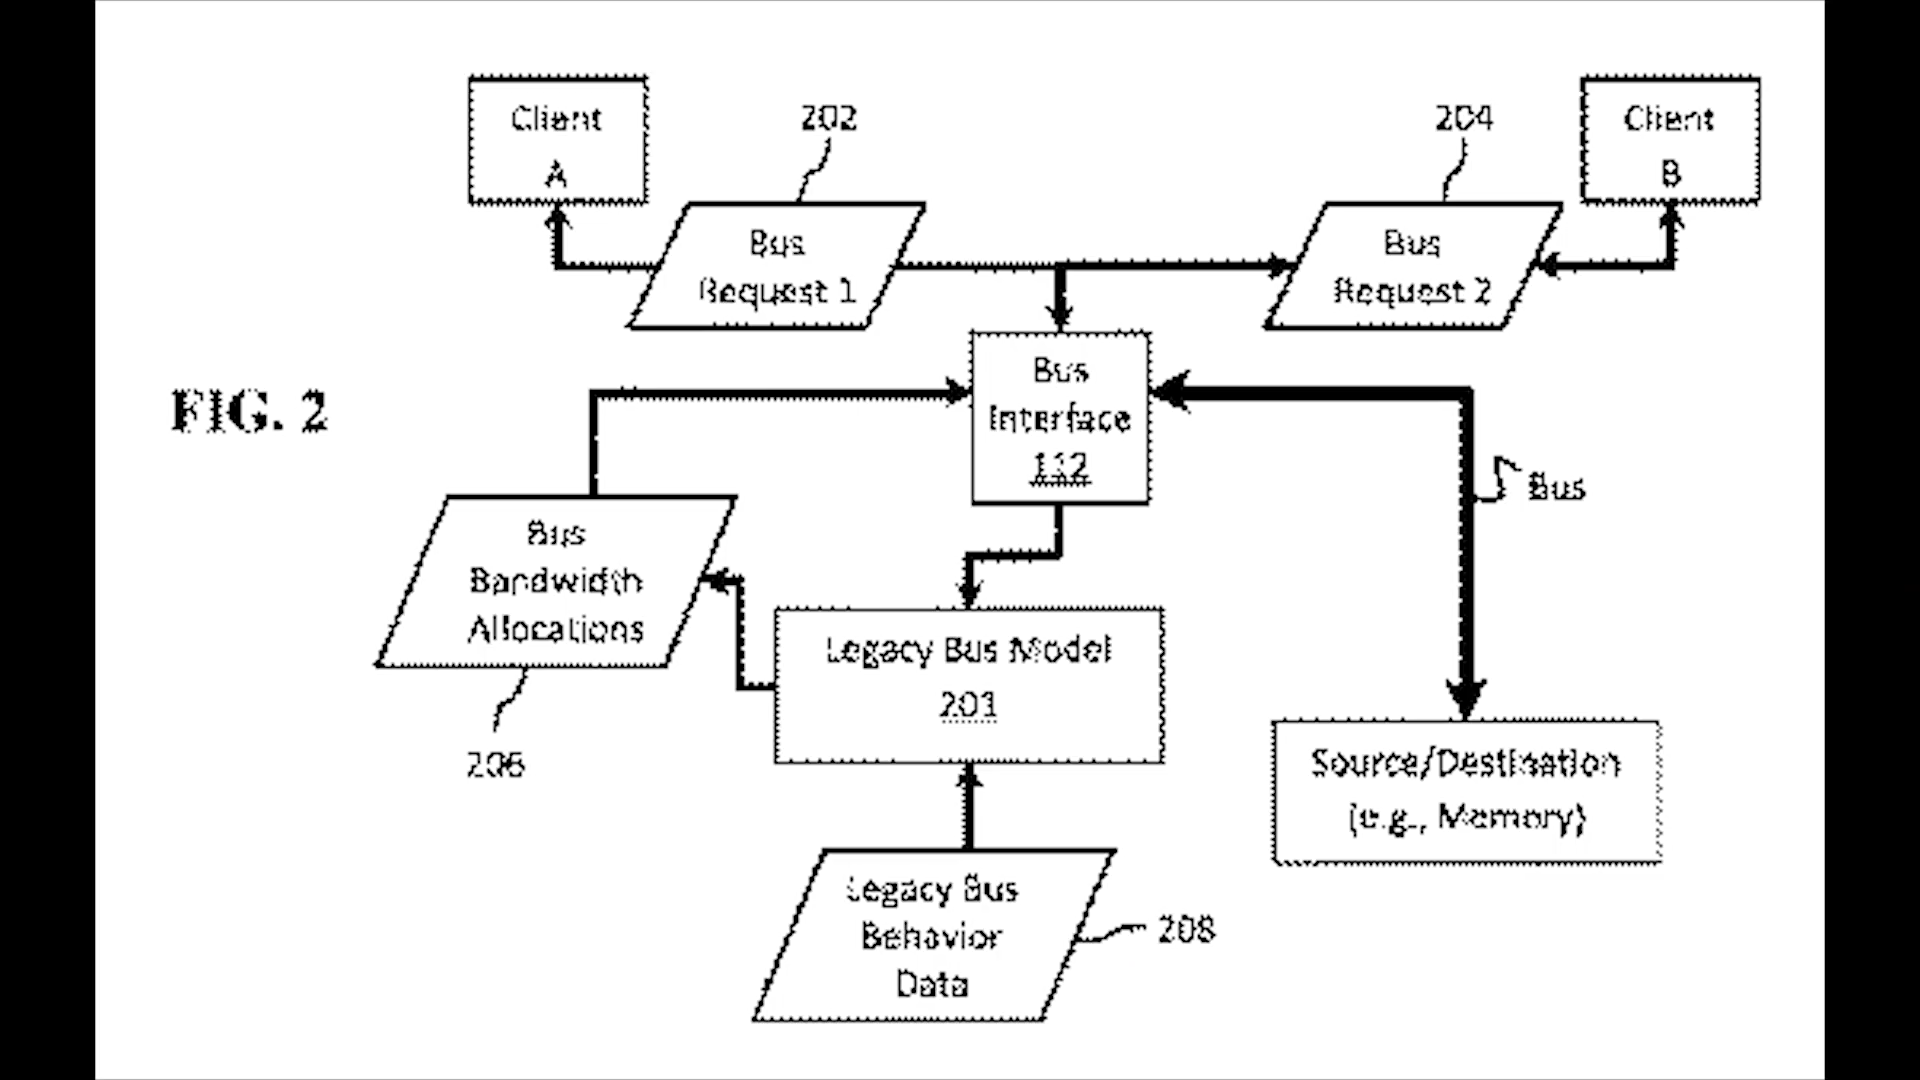 Client
A
202
204
Client
B
Bus
Request 1
Bus
Request 2
FIG. 2
Bus
Interface
112
Bus
Bus
Bandwidth
Allocations
206
Legacy Bus Model
201
Source/Destination
(e.g., Memory)
Legacy Bus
Behavior
Data
208